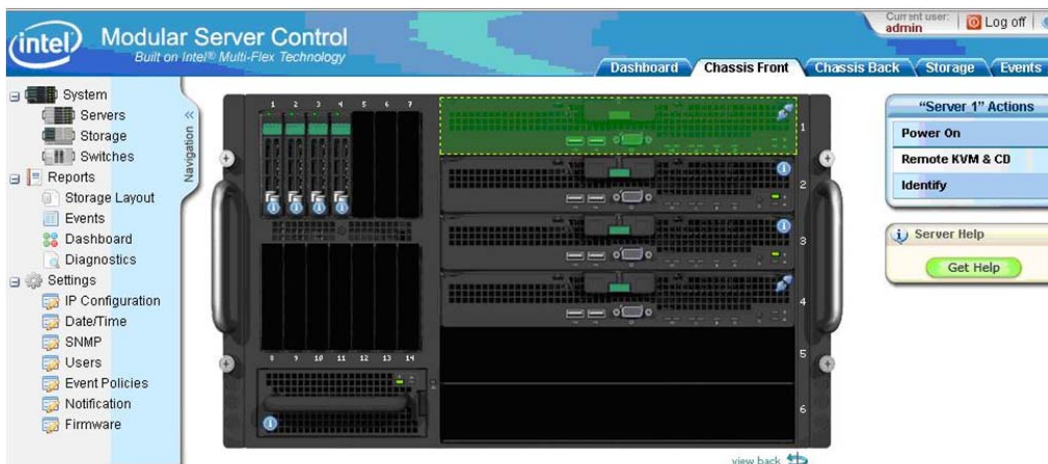 intel
Modular Server Control
Built on Intel® Multi-Flex Technology
Current user:
admin
Log off
Dashboard
Chassis Front
Chassis Back
Storage
Events
System
Servers
Storage
Switches
Reports
Storage Layout
Events
Dashboard
Diagnostics
Settings
IP Configuration
Date/Time
SNMP
Users
Event Policies
Notification
Firmware
Navigation
1 2 3 4 5 6 7
8 9 10 11 12 13 14
1
2
3
4
5
6
view back
"Server 1" Actions
Power On
Remote KVM & CD
Identify
Server Help
Get Help